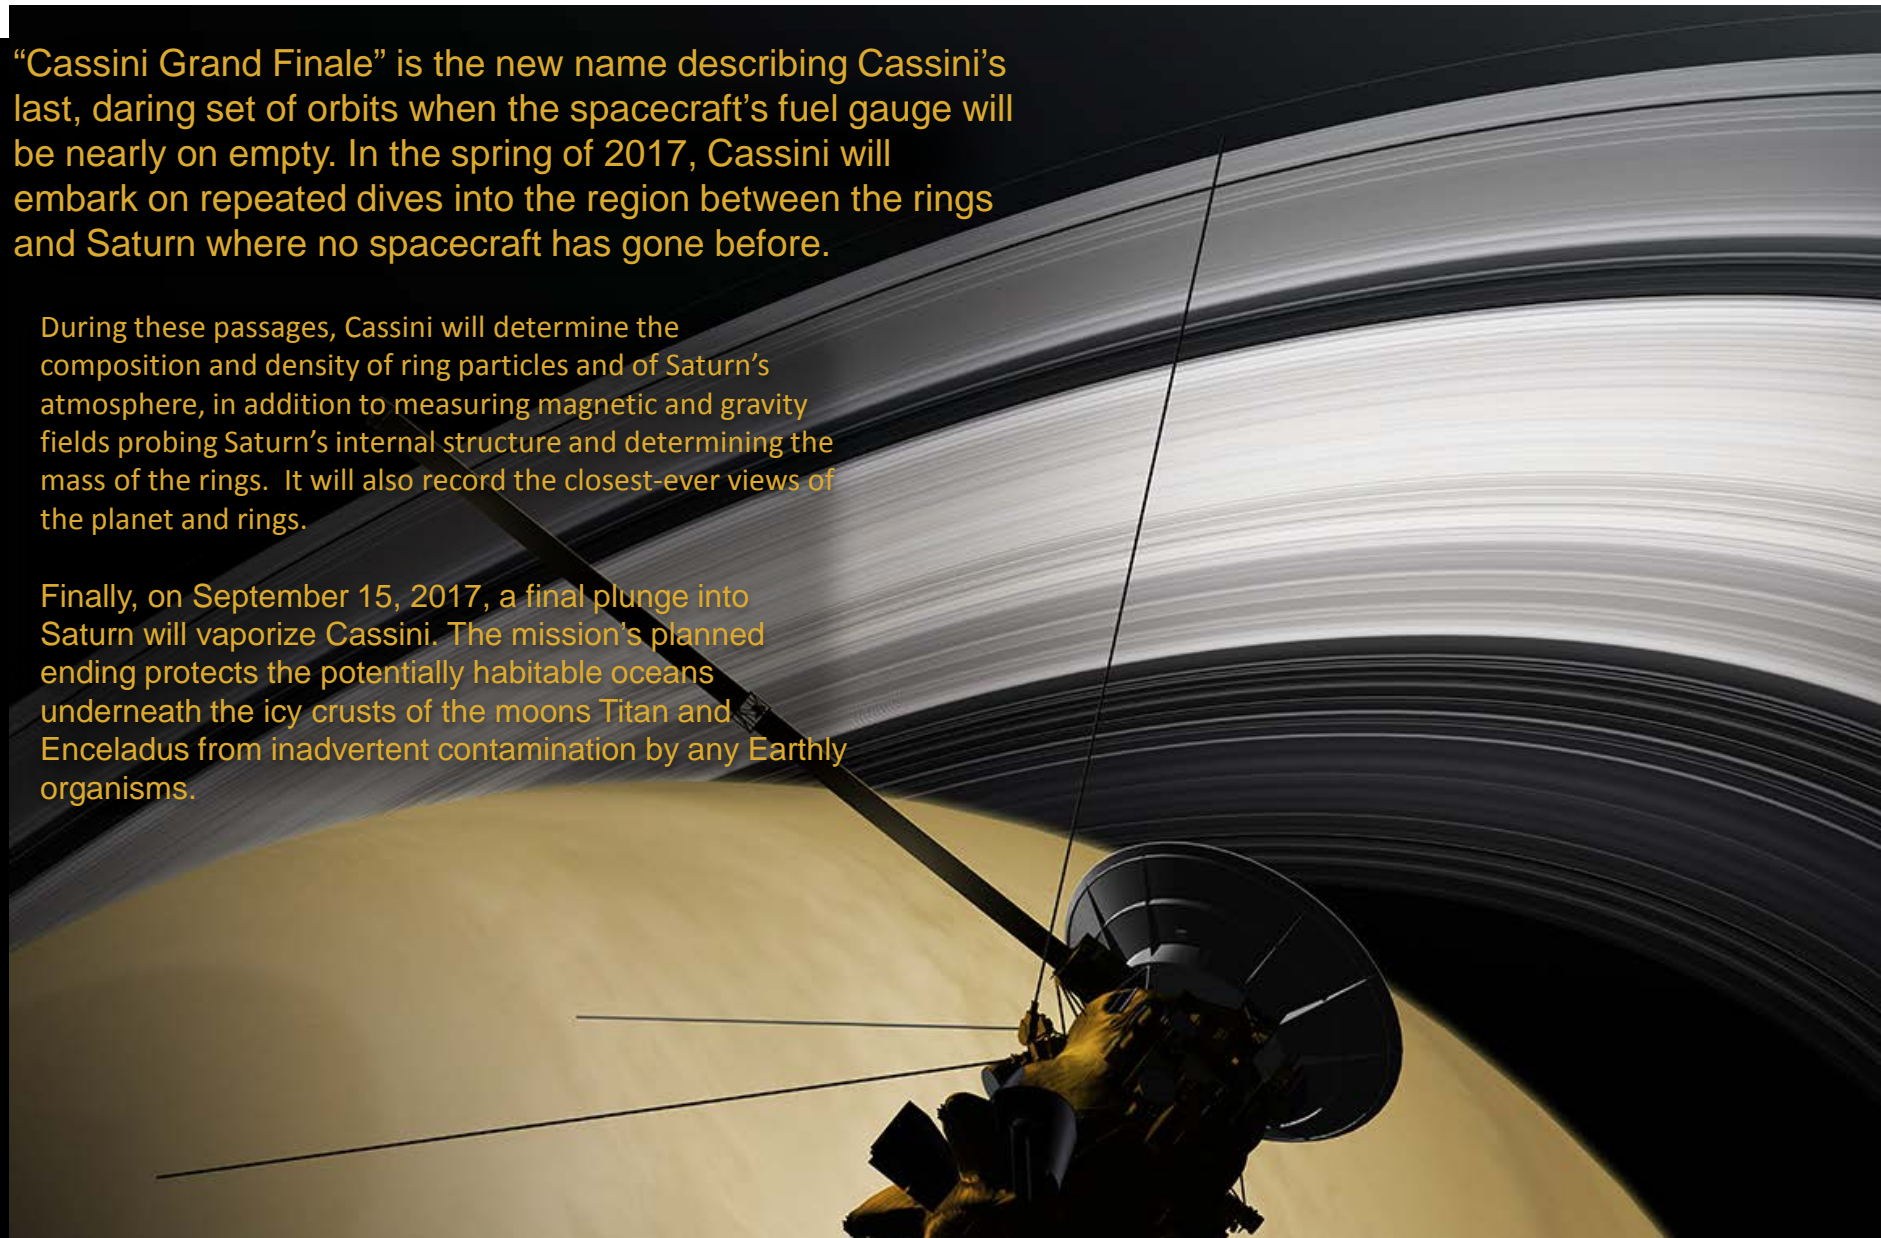 “Cassini Grand Finale” is the new name describing Cassini’s
last, daring set of orbits when the spacecraft’s fuel gauge will
be nearly on empty. In the spring of 2017, Cassini will
embark on repeated dives into the region between the rings
and Saturn where no spacecraft has gone before.
During these passages, Cassini will determine the
composition and density of ring particles and of Saturn’s
atmosphere, in addition to measuring magnetic and gravity
fields probing Saturn’s internal structure and determining the
mass of the rings.  It will also record the closest-ever views of
the planet and rings.
Finally, on September 15, 2017, a final plunge into
Saturn will vaporize Cassini. The mission’s planned
ending protects the potentially habitable oceans
underneath the icy crusts of the moons Titan and
Enceladus from inadvertent contamination by any Earthly
organisms.